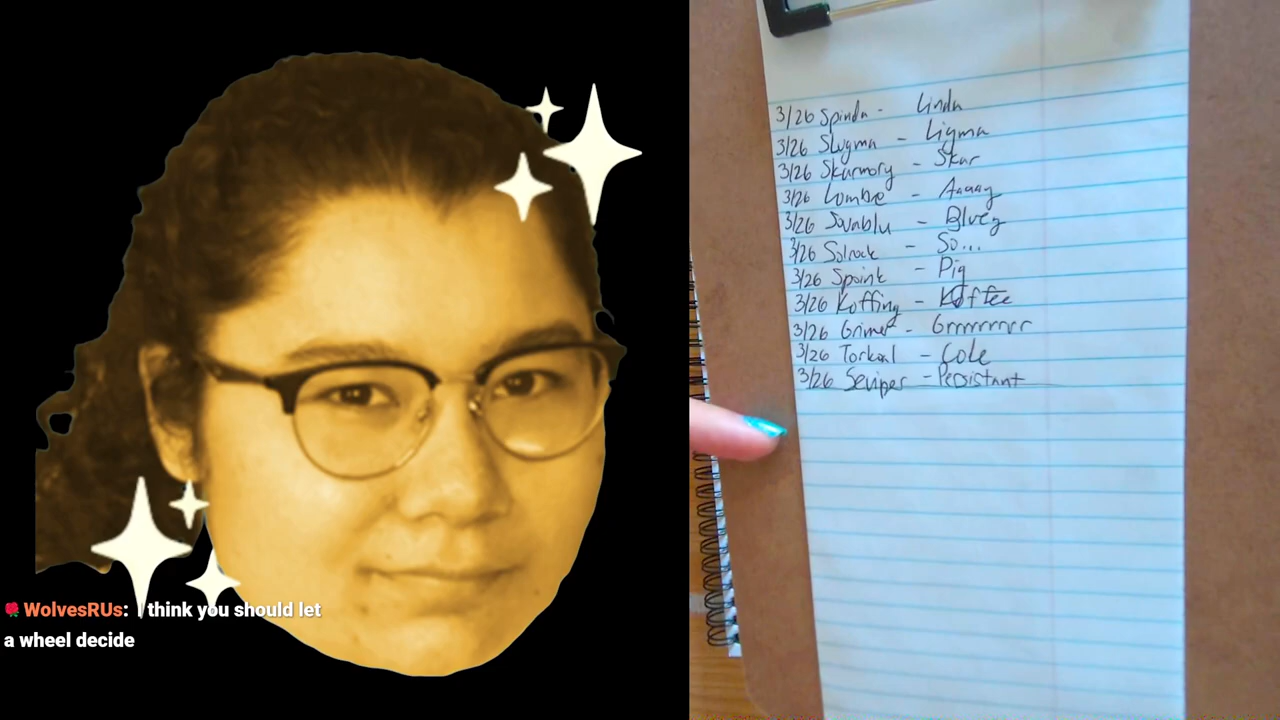 WolvesRUs: I think you should let
a wheel decide
3/26 Spinda - Linda
3/26 Slugma - Ligma
3/26 Skarmory - Skar
3/26 Lombre - Aaaay
3/26 Swablu - Bluey
3/26 Solrock - So...
3/26 Spoink - Pig
3/26 Koffing - Koffee
3/26 Grimer - Grrrrrrrr
3/26 Torkoal - Cole
3/26 Seviper - Persistant